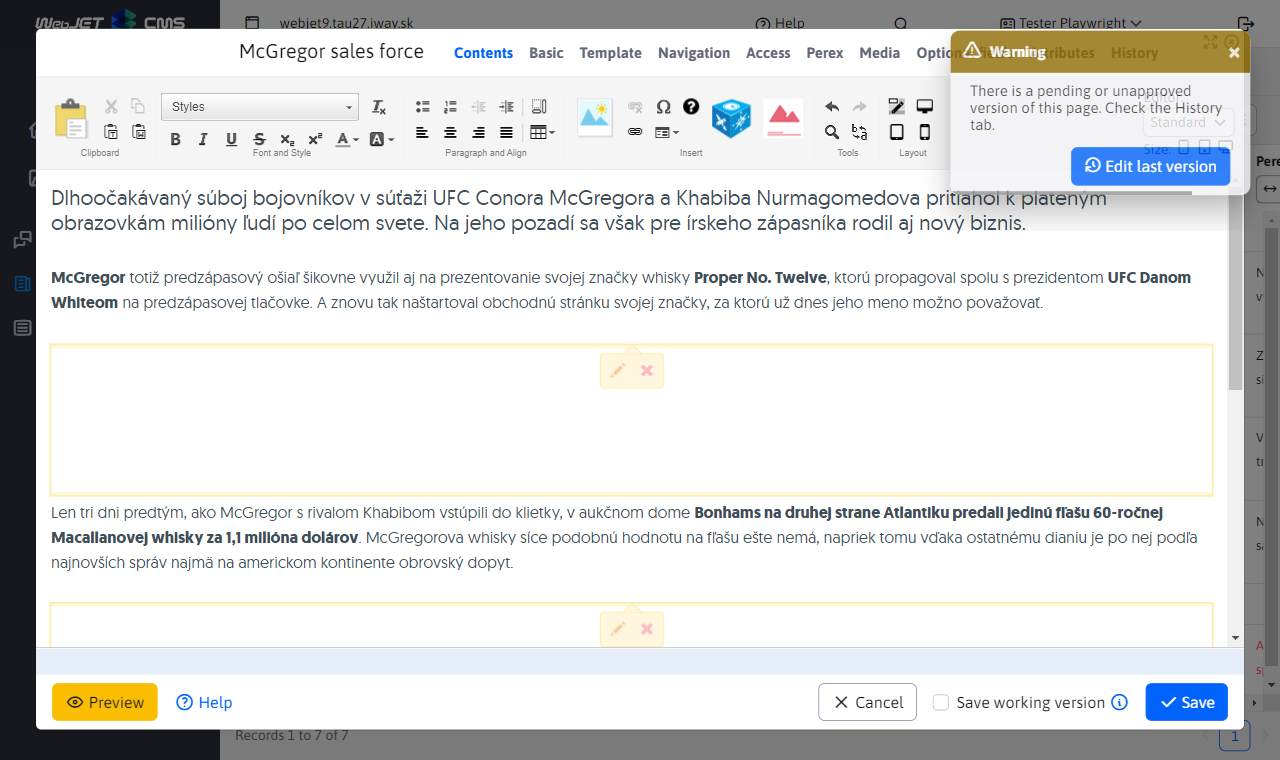 WebJET CMS
webjet9.tau27.iway.sk
Help
Tester Playwright
McGregor sales force
Contents Basic Template Navigation Access Perex Media
History
Warning
There is a pending or unapproved
version of this page. Check the History
tab.
Standard
Size:
Edit last version
Styles
B I U S x₂ x² A A
Clipboard
Font and Style
Paragraph and Align
Insert
Tools
Layout
Dlhoočakávaný súboj bojovníkov v súťaži UFC Conora McGregora a Khabiba Nurmagomedova pritiahol k plateným
obrazovkám milióny ľudí po celom svete. Na jeho pozadí sa však pre írskeho zápasníka rodil aj nový biznis.
McGregor totiž predzápasový ošiaľ šikovne využil aj na prezentovanie svojej značky whisky Proper No. Twelve, ktorú propagoval spolu s prezidentom UFC Danom
Whiteom na predzápasovej tlačovke. A znovu tak naštartoval obchodnú stránku svojej značky, za ktorú už dnes jeho meno možno považovať.
Len tri dni predtým, ako McGregor s rivalom Khabibom vstúpili do klietky, v aukčnom dome Bonhams na druhej strane Atlantiku predali jedinú fľašu 60-ročnej
Macallanovej whisky za 1,1 milióna dolárov. McGregorova whisky síce podobnú hodnotu na fľašu ešte nemá, napriek tomu vďaka ostatnému dianiu je po nej podľa
najnovších správ najmä na americkom kontinente obrovský dopyt.
Preview
Help
Cancel
Save working version
Save
Records 1 to 7 of 7
1